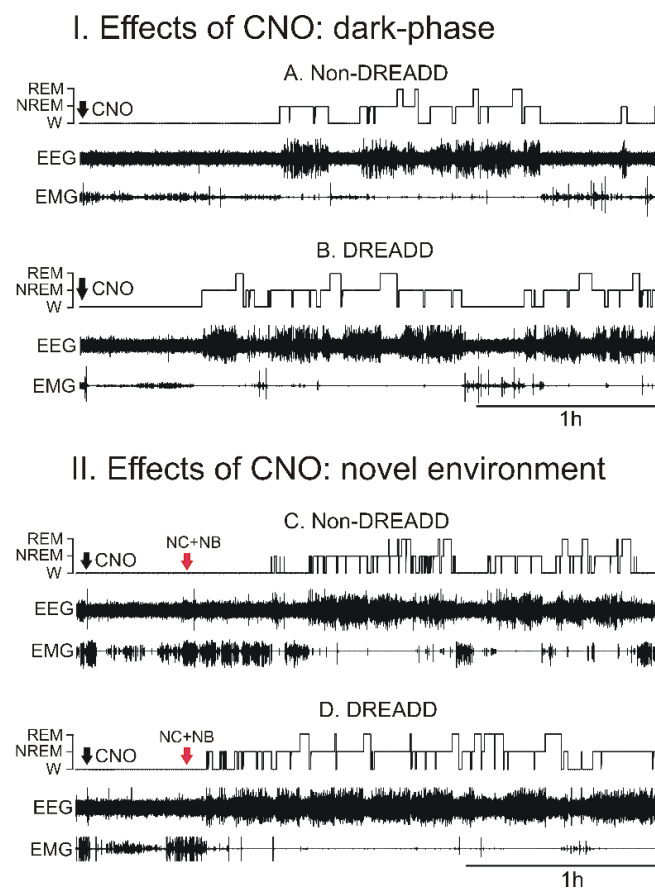 I. Effects of CNO: dark-phase
A. Non-DREADD
REM
NREM
W
CNO
EEG
EMG
B. DREADD
REM
NREM
W
CNO
EEG
EMG
1h
II. Effects of CNO: novel environment
C. Non-DREADD
REM
NREM
W
CNO
NC+NB
EEG
EMG
D. DREADD
REM
NREM
W
CNO
NC+NB
EEG
EMG
1h